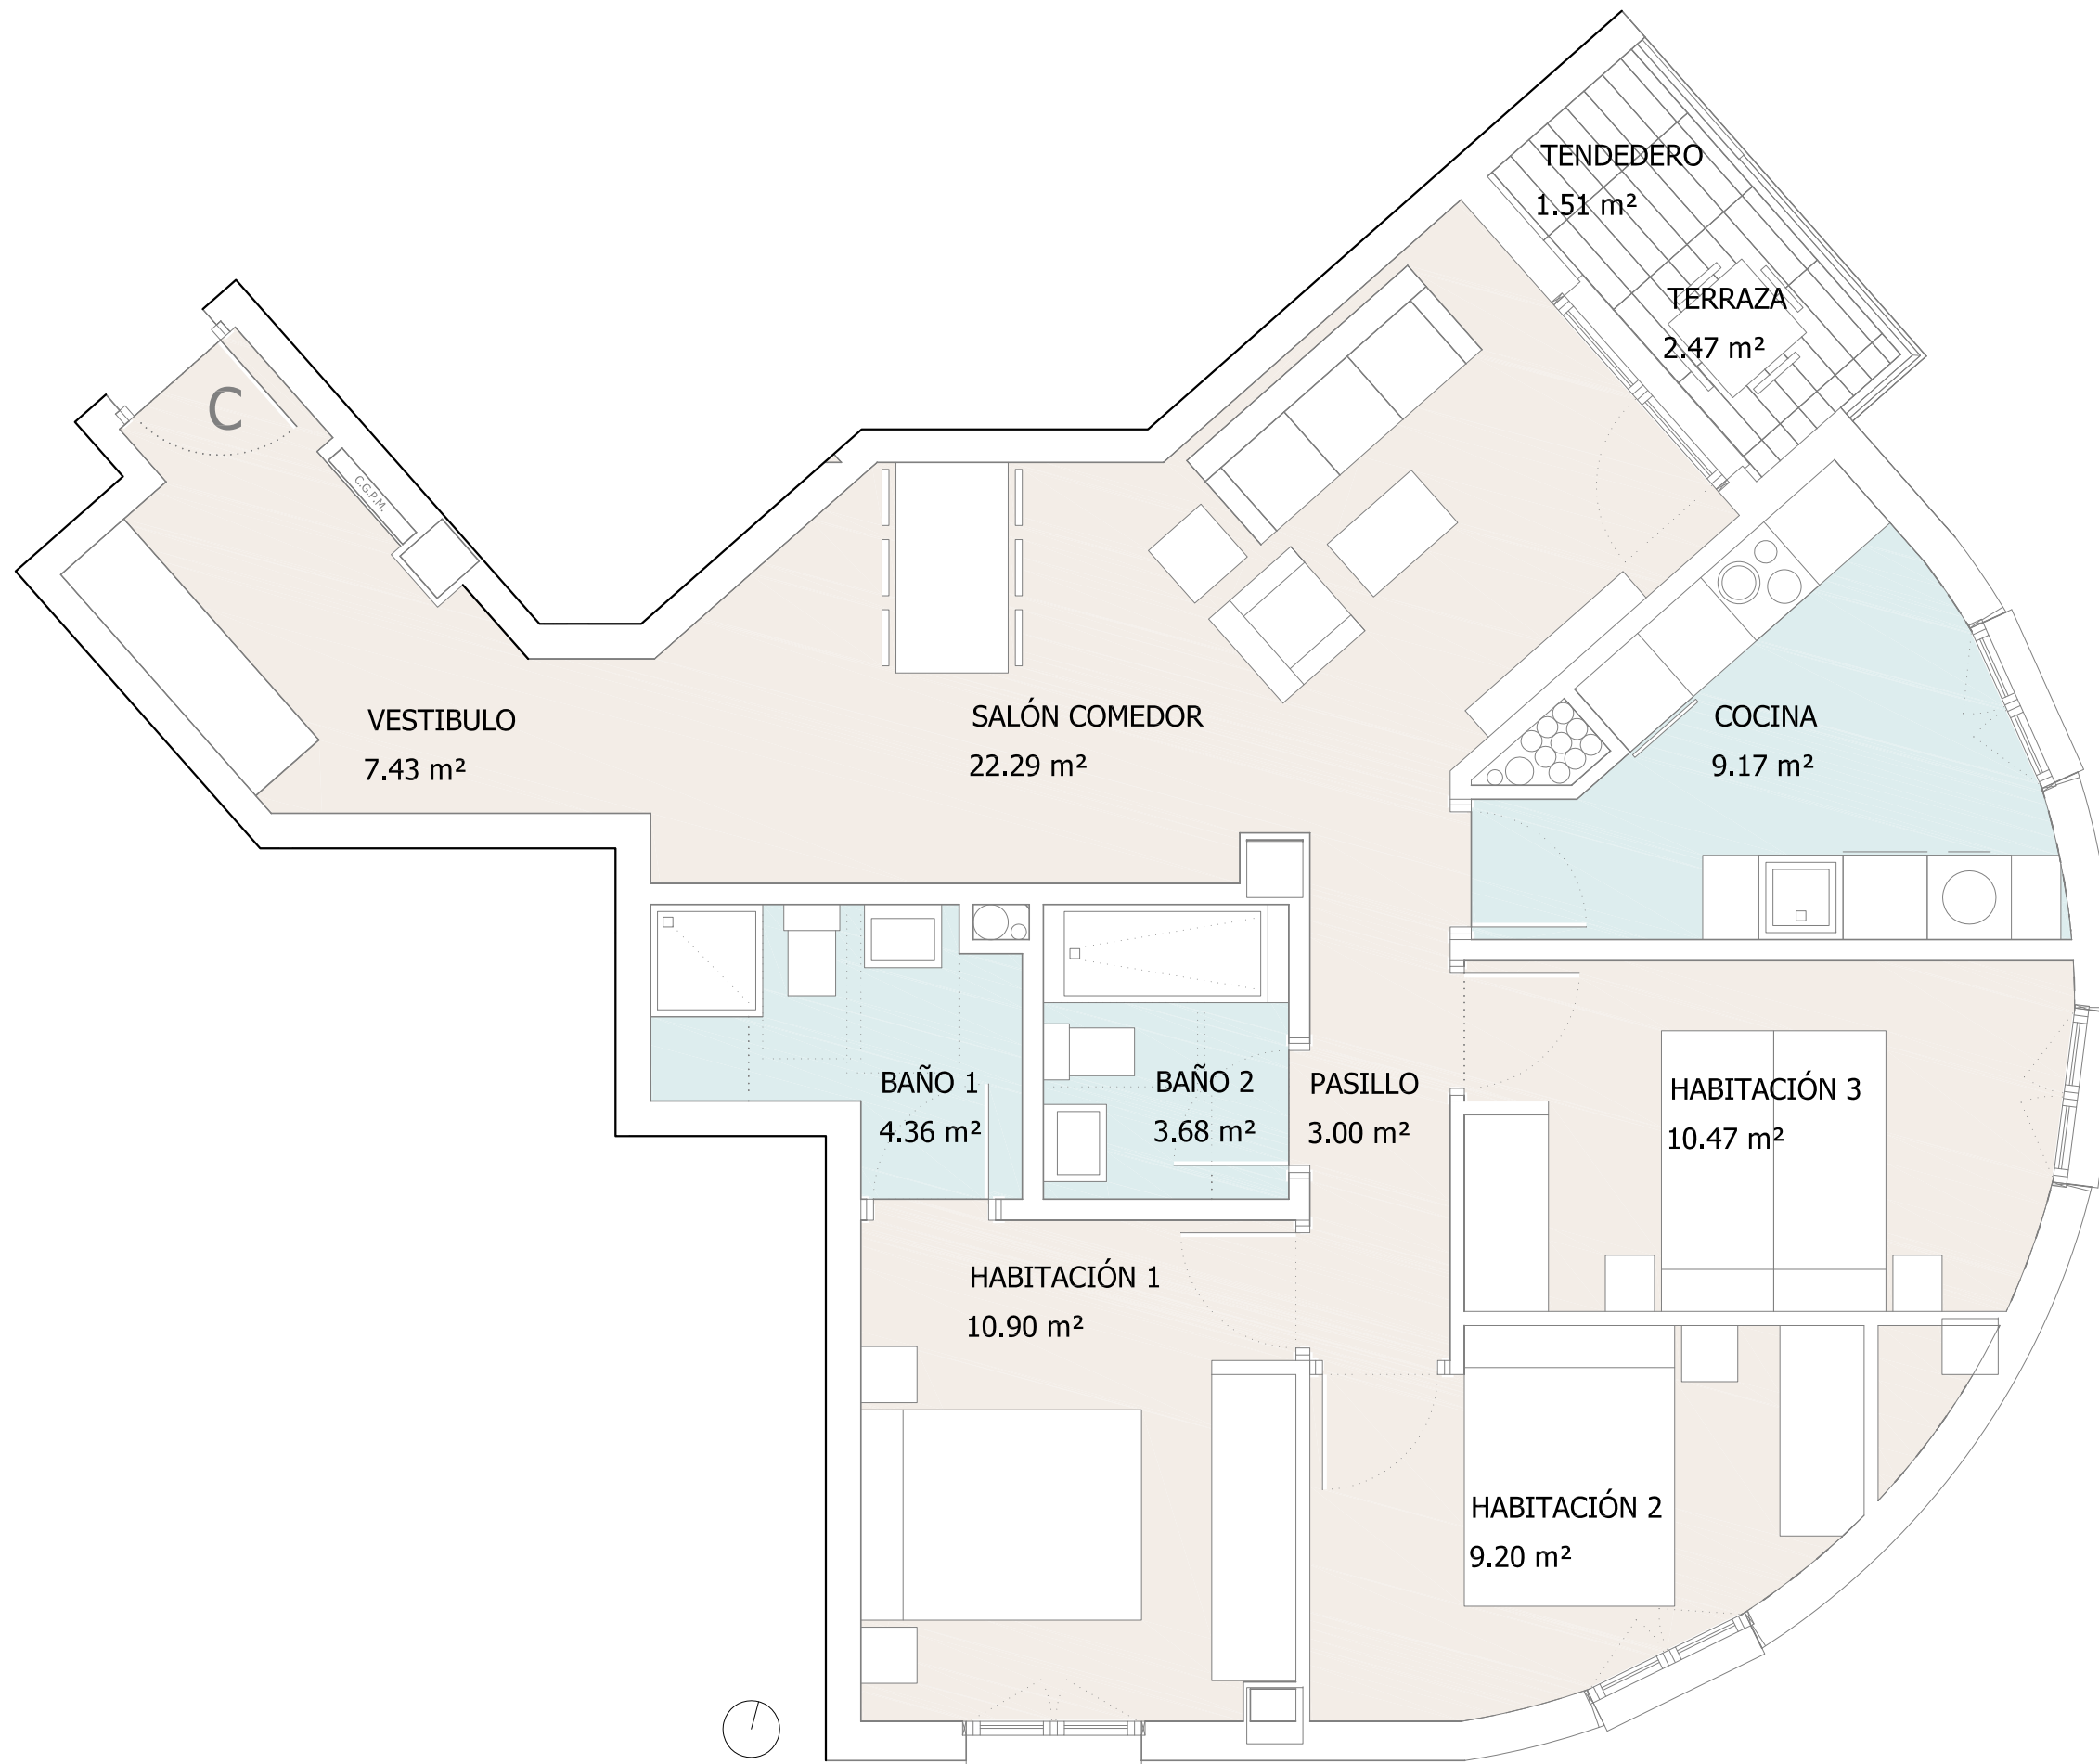 TENDEDERO
1.51 m²
TERRAZA
2.47 m²
C
C.G.P.M.
VESTIBULO
7.43 m²
SALÓN COMEDOR
22.29 m²
COCINA
9.17 m²
BAÑO 1
4.36 m²
BAÑO 2
3.68 m²
PASILLO
3.00 m²
HABITACIÓN 3
10.47 m²
HABITACIÓN 1
10.90 m²
HABITACIÓN 2
9.20 m²